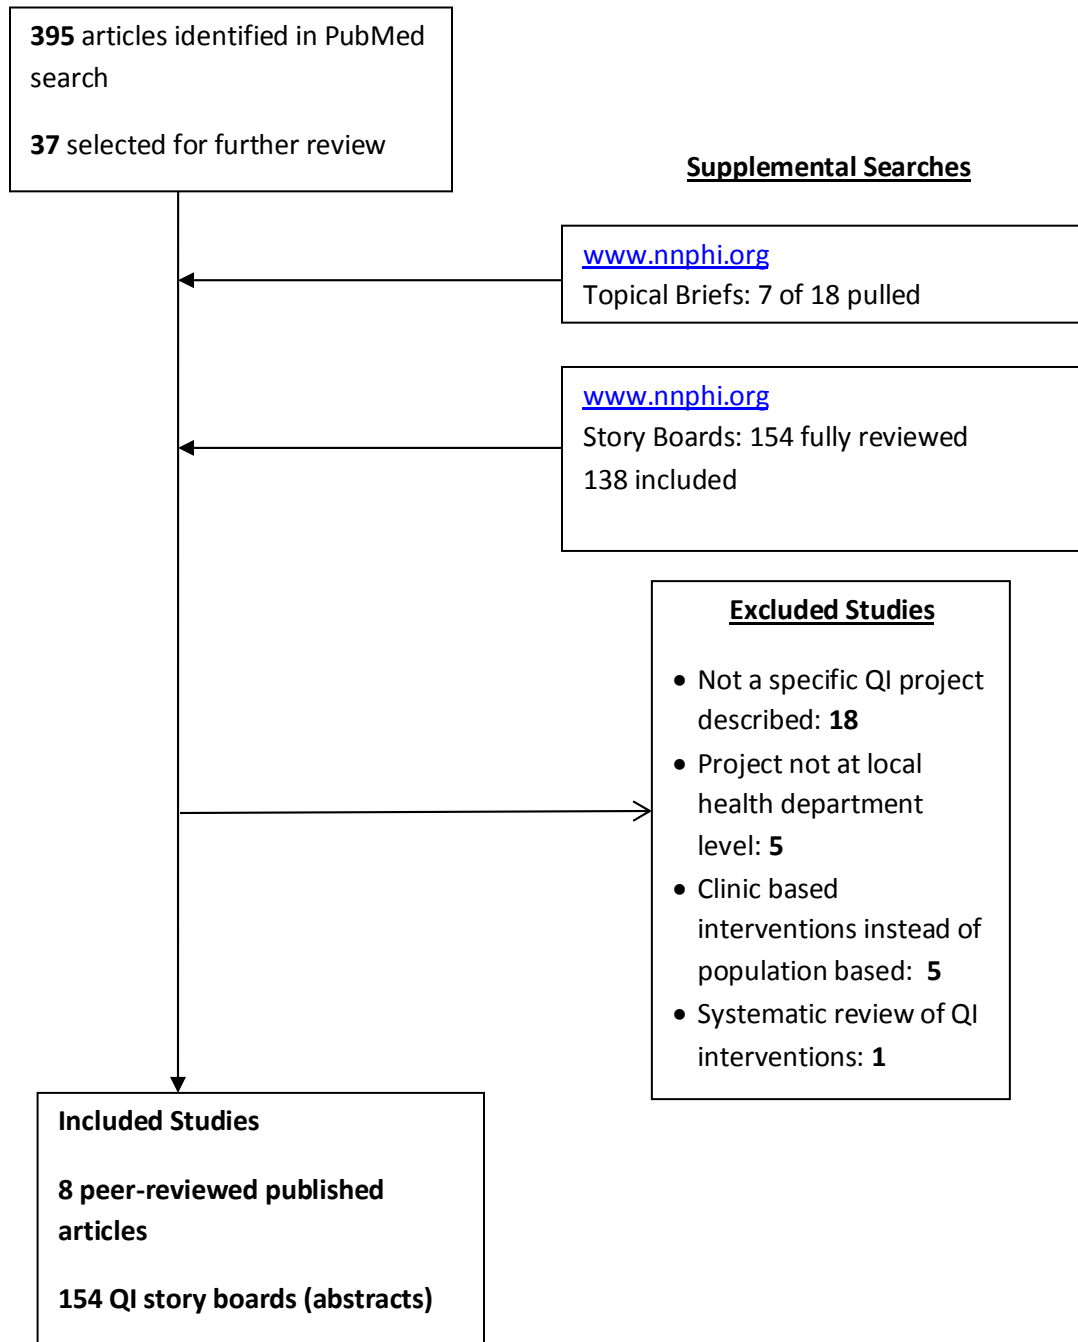 395 articles identified in PubMed
search
37 selected for further review
Supplemental Searches
www.nnphi.org
Topical Briefs: 7 of 18 pulled
www.nnphi.org
Story Boards: 154 fully reviewed
138 included
Excluded Studies
• Not a specific QI project
described: 18
• Project not at local
health department
level: 5
• Clinic based
interventions instead of
population based: 5
• Systematic review of QI
interventions: 1
Included Studies
8 peer-reviewed published
articles
154 QI story boards (abstracts)